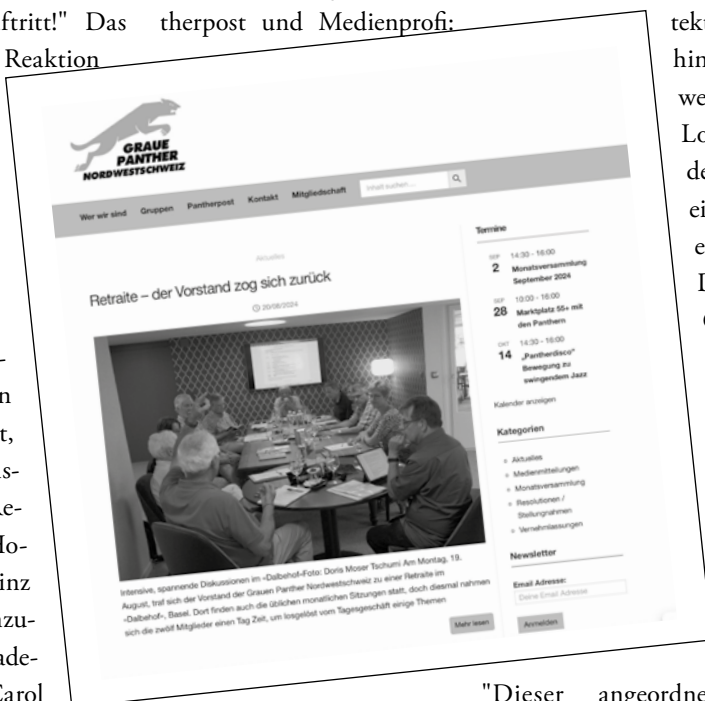 ftritt!" Das therpost und Medienprofi:
Reaktion
GRAUE
PANTHER
NORDWESTSCHWEIZ
Wer wir sind Gruppen Pantherpost Kontakt Mitgliedschaft Inhalt suchen ...
Aktuelles
Retraite – der Vorstand zog sich zurück
20/08/2024
Intensive, spannende Diskussionen im «Dalbehof»Foto: Doris Moser Tschumi Am Montag, 19.
August, traf sich der Vorstand der Grauen Panther Nordwestschweiz zu einer Retraite im
«Dalbehof», Basel. Dort finden auch die üblichen monatlichen Sitzungen statt, doch diesmal nahmen
sich die zwölf Mitglieder einen Tag Zeit, um losgelöst vom Tagesgeschäft einige Themen
Mehr lesen
Termine
SEP 14:30 - 16:00
2 Monatsversammlung
September 2024
SEP 10:00 - 16:00
28 Marktplatz 55+ mit
den Panthern
OKT 14:30 - 16:00
14 „Pantherdisco"
Bewegung zu
swingendem Jazz
Kalender anzeigen
Kategorien
Aktuelles
Medienmitteilungen
Monatsversammlung
Resolutionen /
Stellungnahmen
Vernehmlassungen
Newsletter
Email Adresse:
Deine Email Adresse
Anmelden
"Dieser angeordne